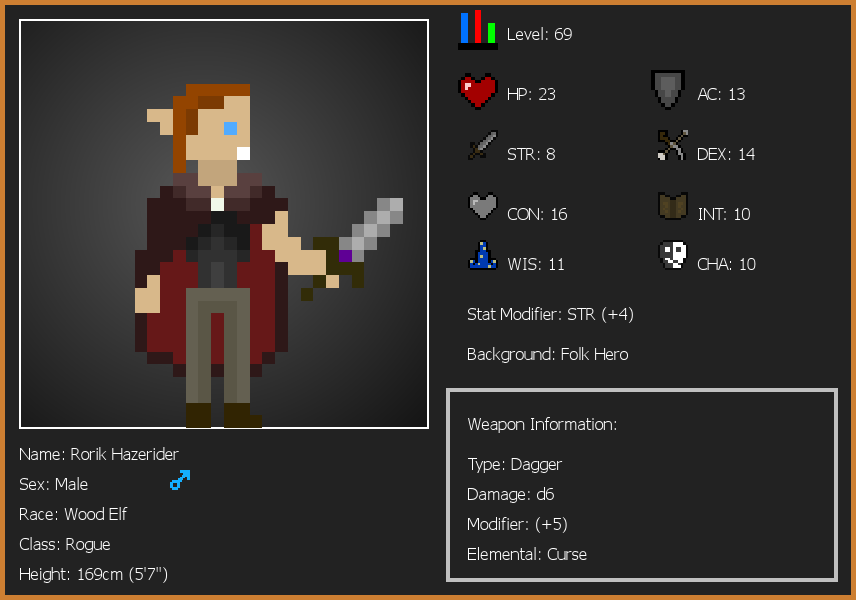 Level: 69
HP: 23
AC: 13
STR: 8
DEX: 14
CON: 16
INT: 10
WIS: 11
CHA: 10
Stat Modifier: STR (+4)
Background: Folk Hero
Weapon Information:
Type: Dagger
Damage: d6
Modifier: (+5)
Elemental: Curse
Name: Rorik Hazerider
Sex: Male
Race: Wood Elf
Class: Rogue
Height: 169cm (5'7")